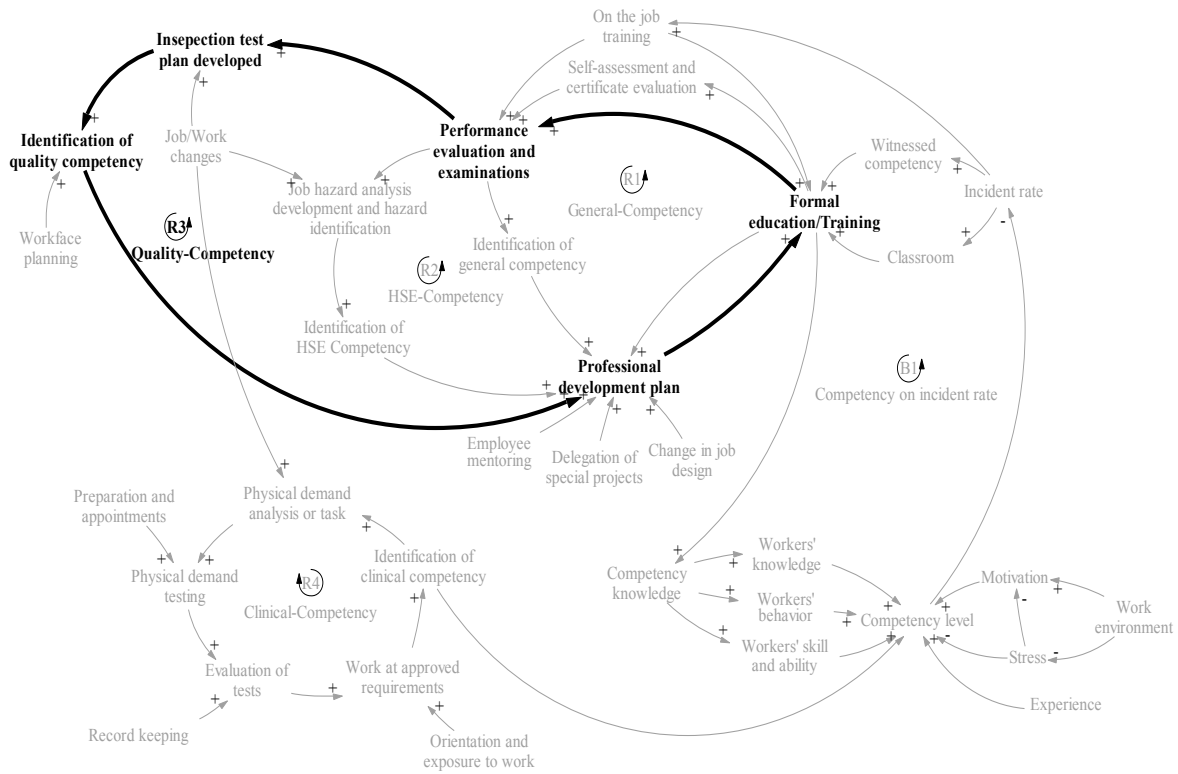 On the job
training
Insepection test
plan developed
Self-assessment and
certificate evaluation
Identification of
quality competency
Job/Work
changes
Performance
evaluation and
examinations
Witnessed
competency
Incident rate
R1
General-Competency
Job hazard analysis
development and hazard
identification
Formal
education/Training
Workface
planning
R3
Quality-Competency
Identification of
general competency
Classroom
R2
HSE-Competency
Identification of
HSE Competency
Professional
development plan
B1
Competency on incident rate
Employee
mentoring
Delegation of
special projects
Change in job
design
Preparation and
appointments
Physical demand
analysis or task
Identification of
clinical competency
Physical demand
testing
R4
Clinical-Competency
Competency
knowledge
Workers'
knowledge
Workers'
behavior
Workers' skill
and ability
Competency level
Motivation
Work
environment
Stress
Experience
Evaluation of
tests
Work at approved
requirements
Record keeping
Orientation and
exposure to work